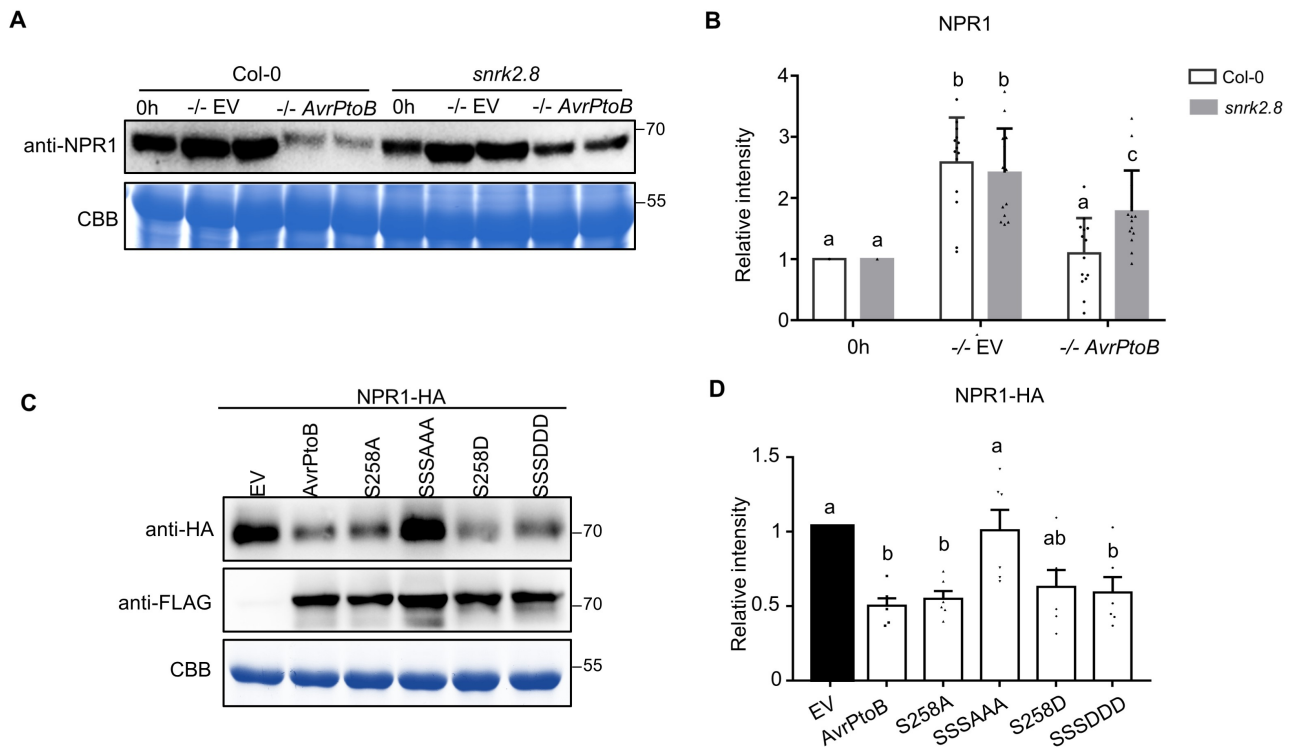 A
Col-0 snrk2.8
0h -/- EV -/- AvrPtoB 0h -/- EV -/- AvrPtoB
anti-NPR1 70
CBB 55
B
NPR1
Col-0
snrk2.8
Relative intensity
4
3
2
1
0
a a b b a c
0h -/- EV -/- AvrPtoB
C
NPR1-HA
EV AvrPtoB S258A SSSAAA S258D SSSDDD
anti-HA 70
anti-FLAG 70
CBB 55
D
NPR1-HA
Relative intensity
1.5
1
0.5
0
a b b a ab b
EV AvrPtoB S258A SSSAAA S258D SSSDDD